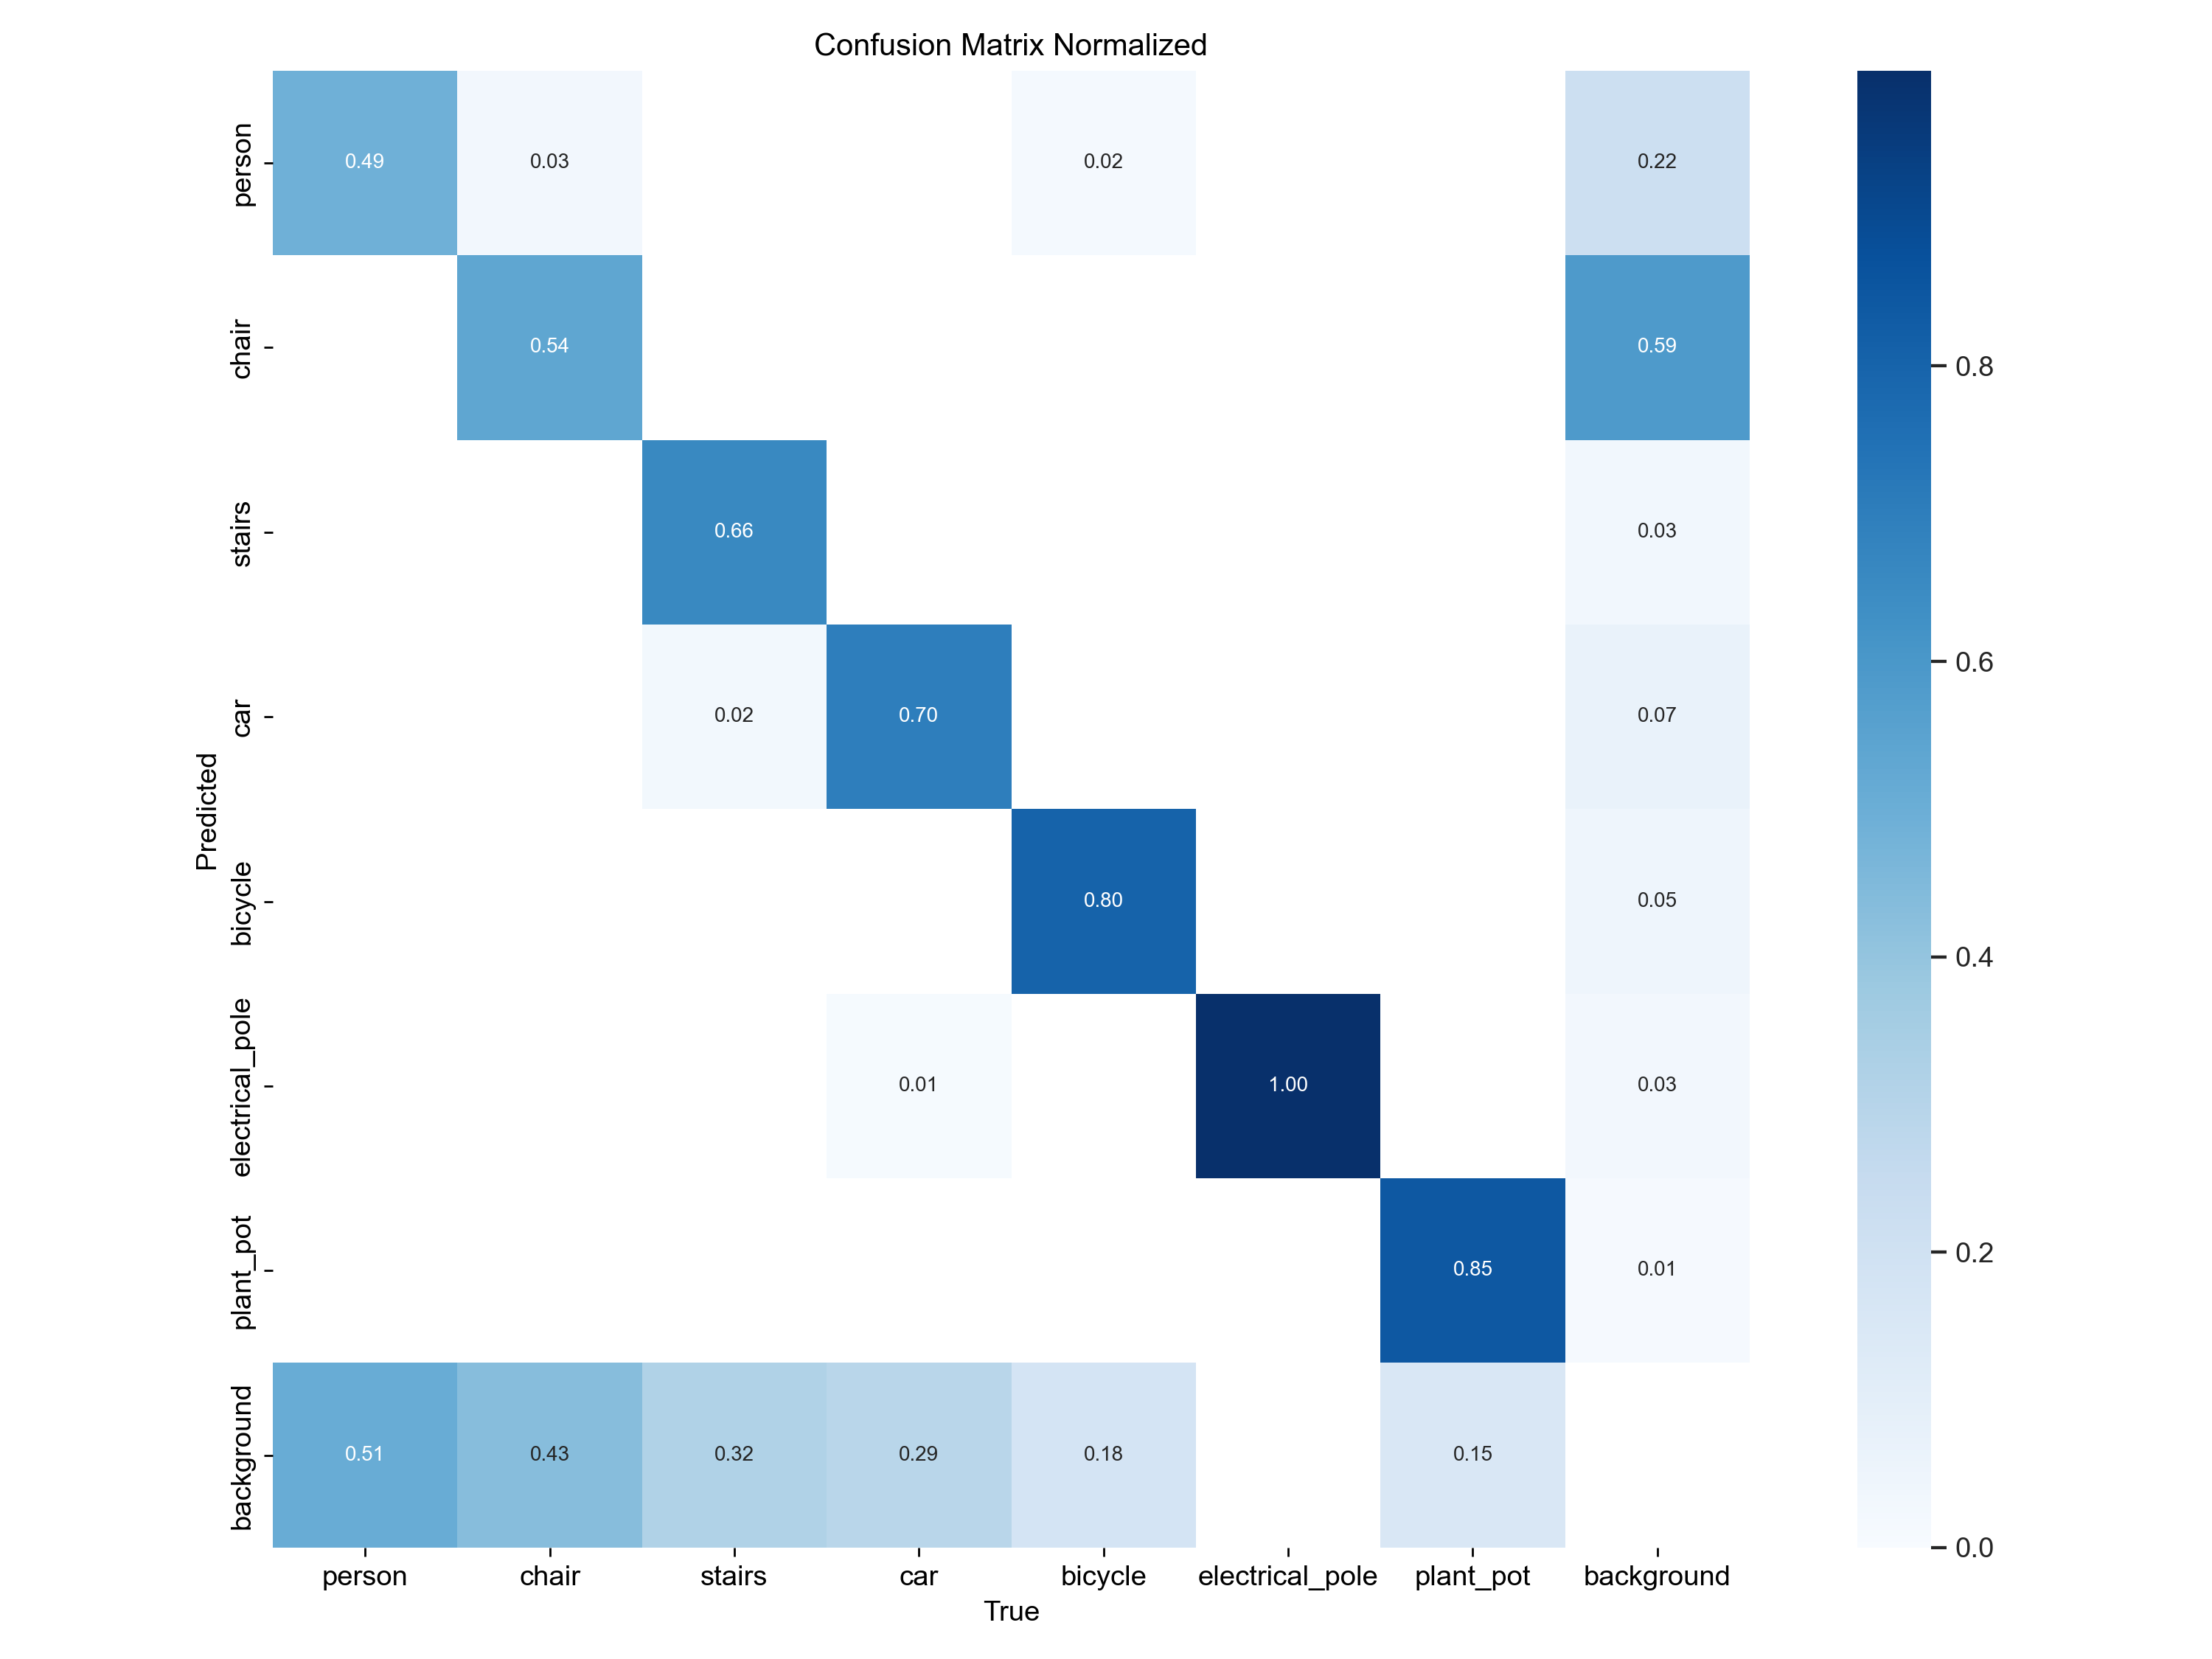 Confusion Matrix Normalized
person
0.49
0.03
0.02
0.22
chair
0.54
0.59
0.8
stairs
0.66
0.03
0.6
car
0.02
0.70
0.07
Predicted
bicycle
0.80
0.05
0.4
electrical_pole
0.01
1.00
0.03
plant_pot
0.85
0.01
0.2
background
0.51
0.43
0.32
0.29
0.18
0.15
0.0
person chair stairs car bicycle electrical_pole plant_pot background
True